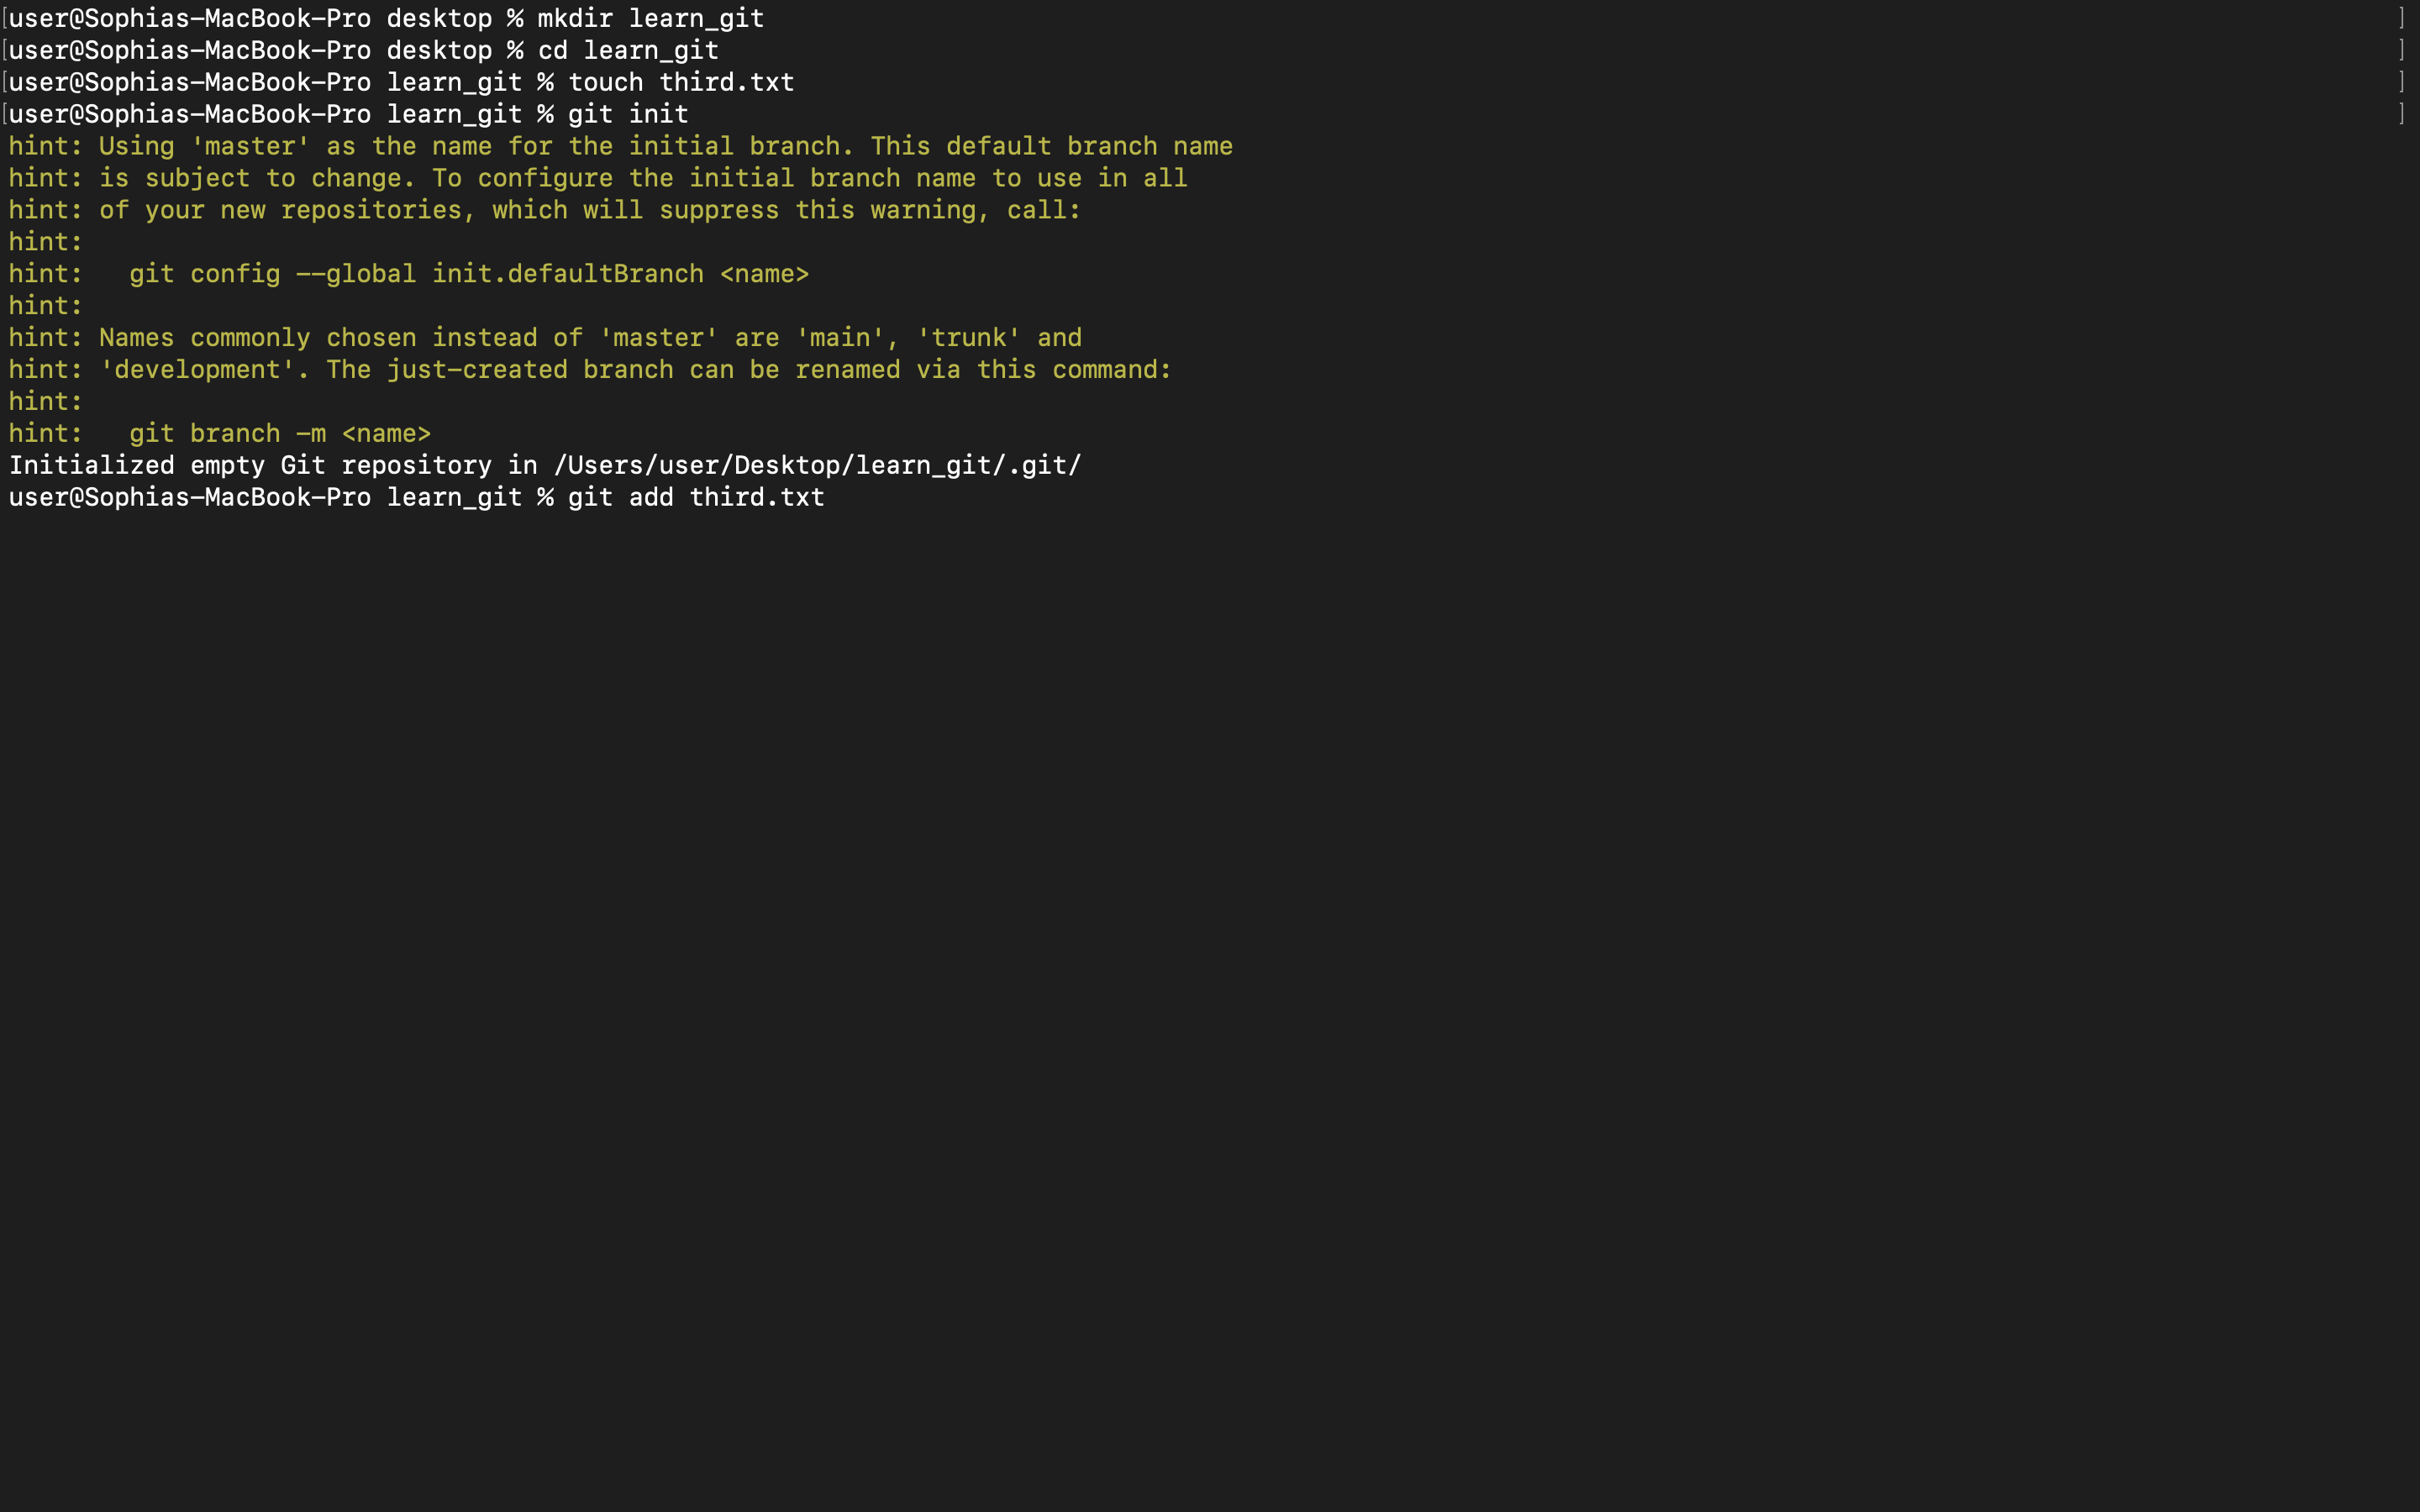 [user@Sophias-MacBook-Pro desktop % mkdir learn_git ]
[user@Sophias-MacBook-Pro desktop % cd learn_git ]
[user@Sophias-MacBook-Pro learn_git % touch third.txt ]
[user@Sophias-MacBook-Pro learn_git % git init ]
hint: Using 'master' as the name for the initial branch. This default branch name
hint: is subject to change. To configure the initial branch name to use in all
hint: of your new repositories, which will suppress this warning, call:
hint:
hint:   git config --global init.defaultBranch <name>
hint:
hint: Names commonly chosen instead of 'master' are 'main', 'trunk' and
hint: 'development'. The just-created branch can be renamed via this command:
hint:
hint:   git branch -m <name>
Initialized empty Git repository in /Users/user/Desktop/learn_git/.git/
user@Sophias-MacBook-Pro learn_git % git add third.txt